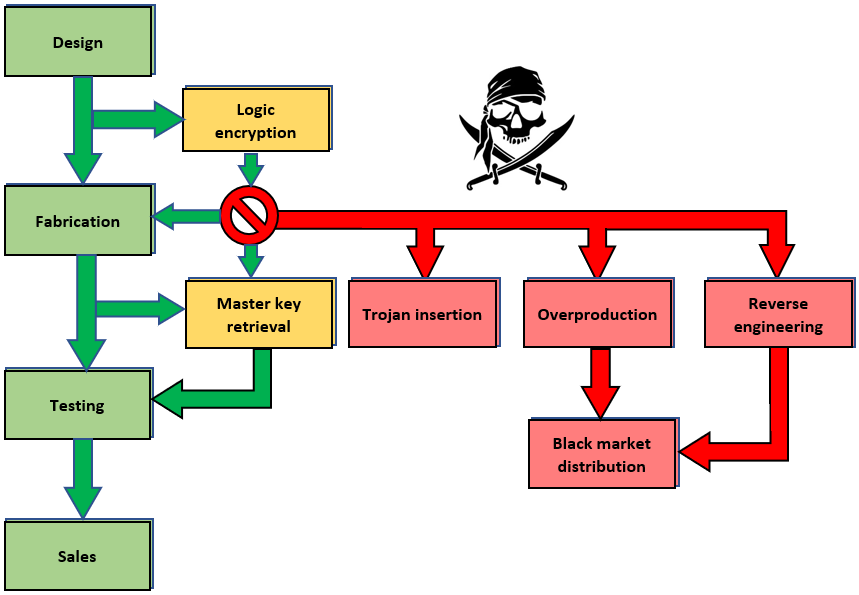 Design
Logic
encryption
Fabrication
Master key
retrieval
Trojan insertion
Overproduction
Reverse
engineering
Testing
Black market
distribution
Sales